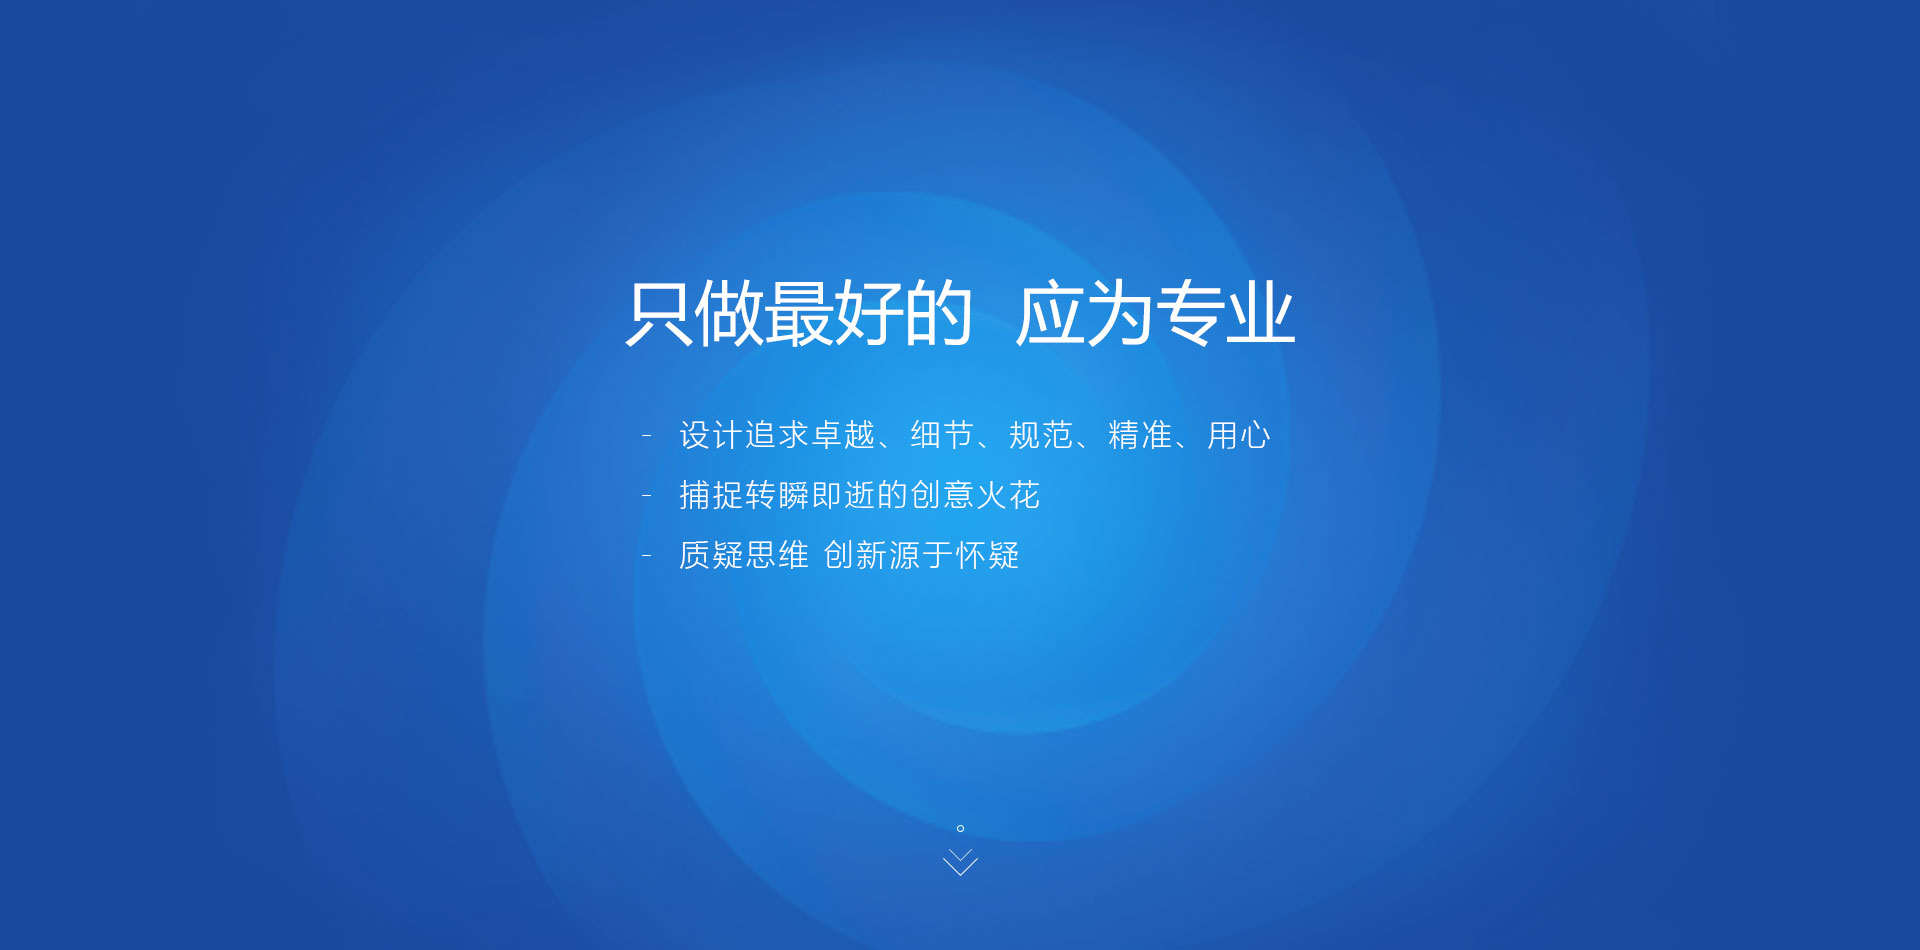 只做最好的 应为专业
- 设计追求卓越、细节、规范、精准、用心
- 捕捉转瞬即逝的创意火花
- 质疑思维 创新源于怀疑